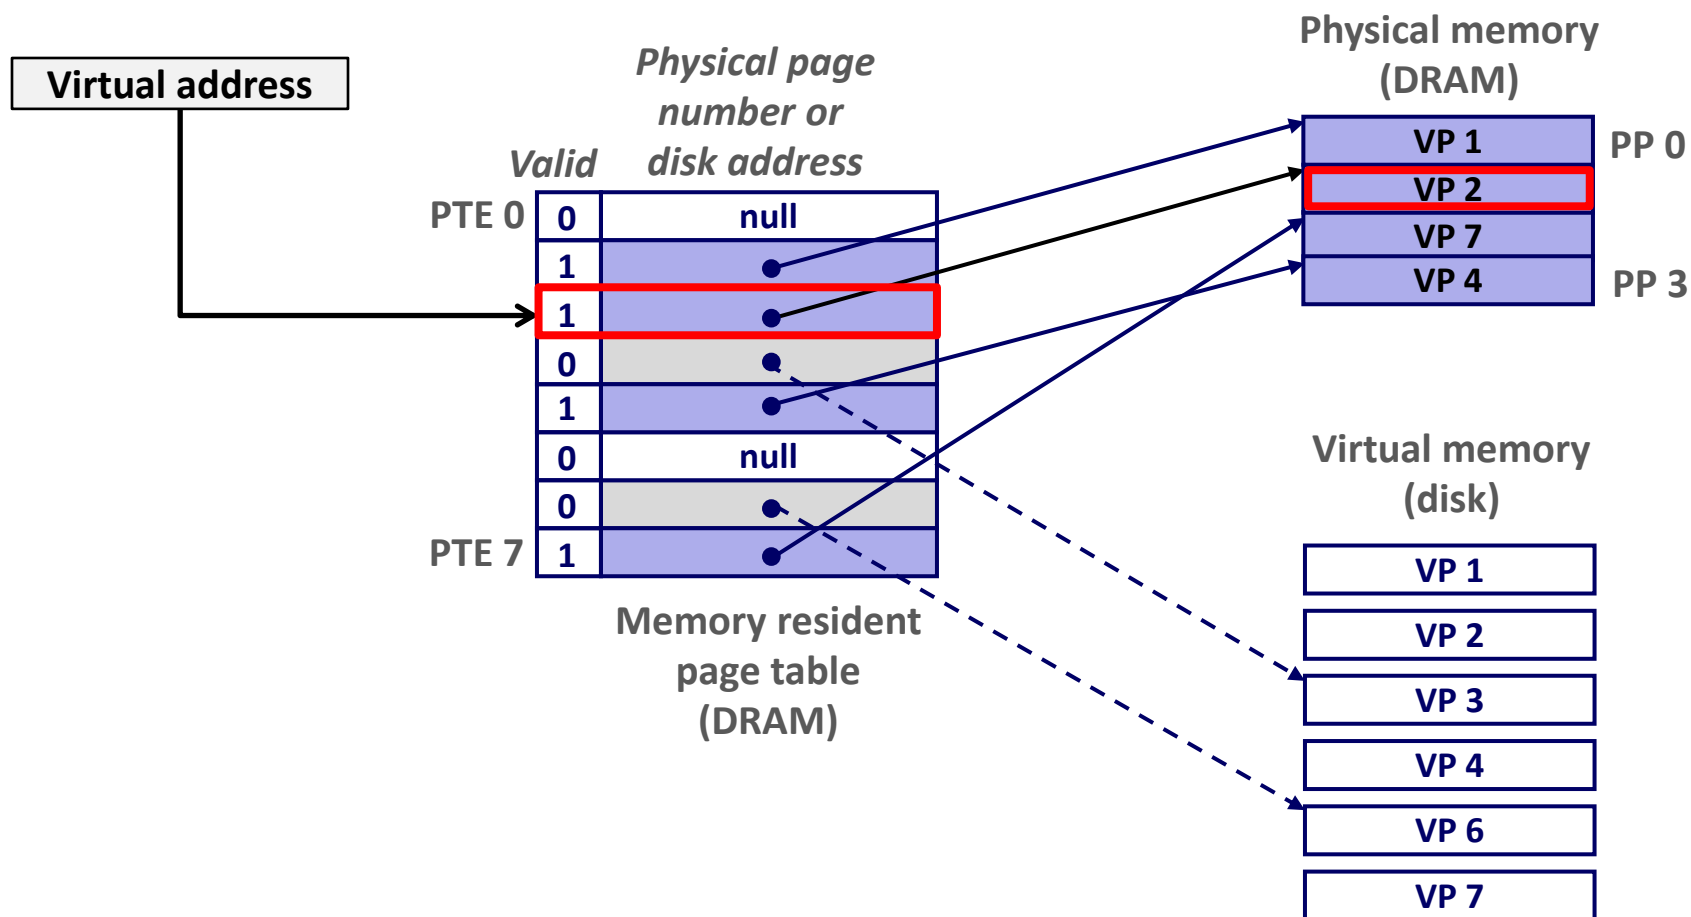 Virtual address
Physical page
number or
disk address
Valid
PTE 0
0
null
1
1
0
1
0
null
0
PTE 7
1
Memory resident
page table
(DRAM)
Physical memory
(DRAM)
VP 1
PP 0
VP 2
VP 7
VP 4
PP 3
Virtual memory
(disk)
VP 1
VP 2
VP 3
VP 4
VP 6
VP 7